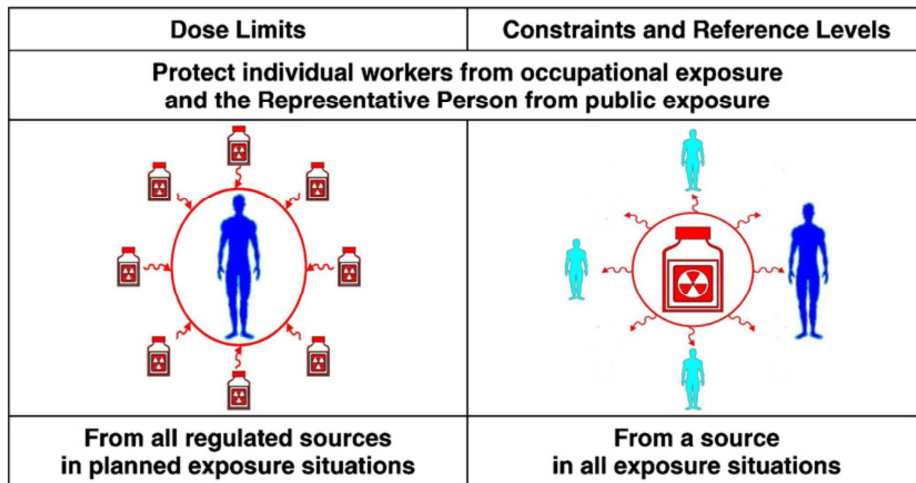 Dose Limits
Constraints and Reference Levels
Protect individual workers from occupational exposure
and the Representative Person from public exposure
From all regulated sources
in planned exposure situations
From a source
in all exposure situations